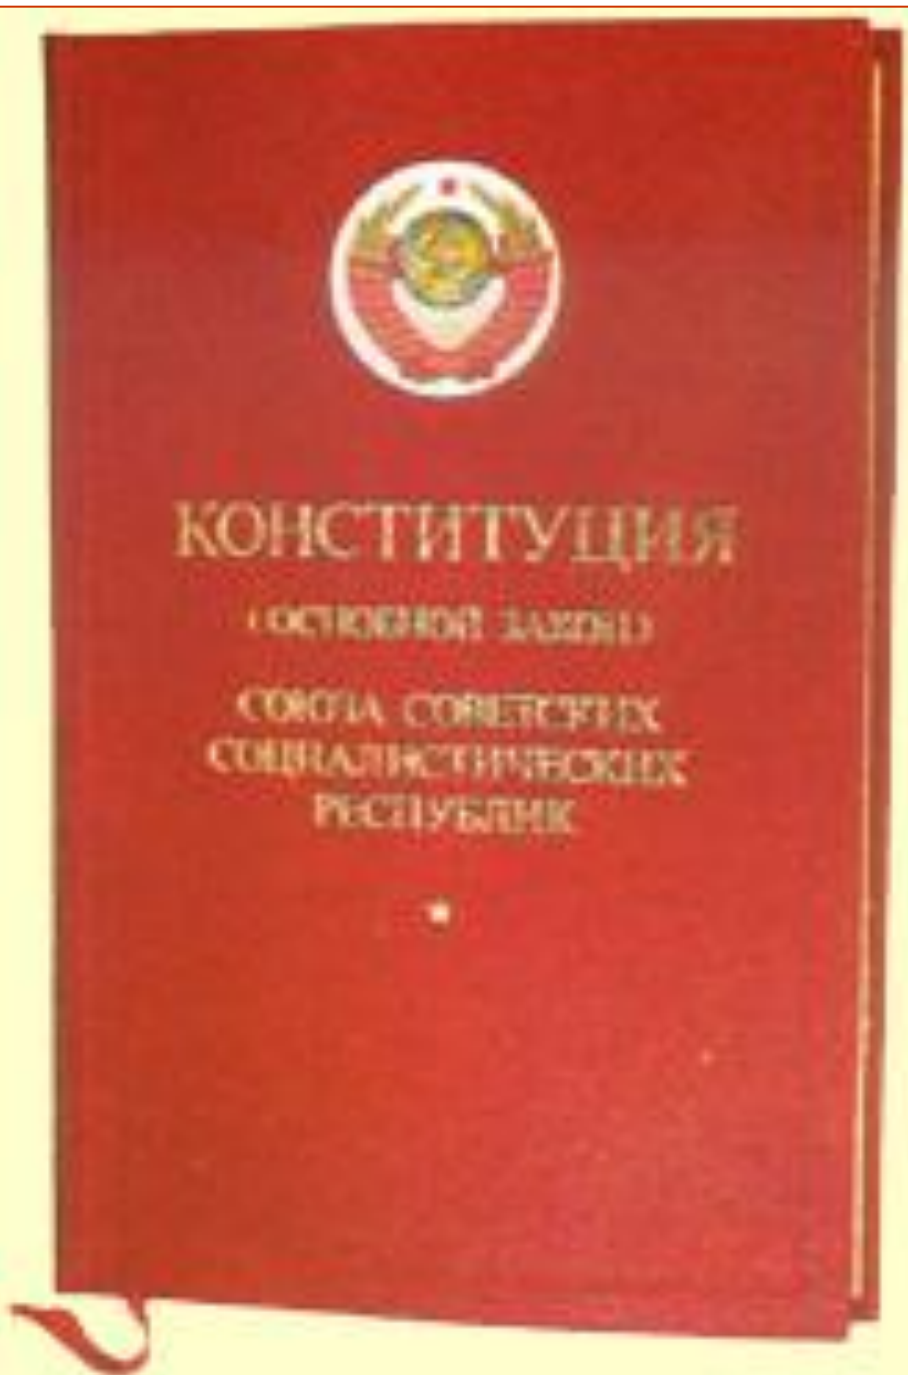 КОНСТИТУЦИЯ
(ОСНОВНОЙ ЗАКОН)
СОЮЗА СОВЕТСКИХ
СОЦИАЛИСТИЧЕСКИХ
РЕСПУБЛИК